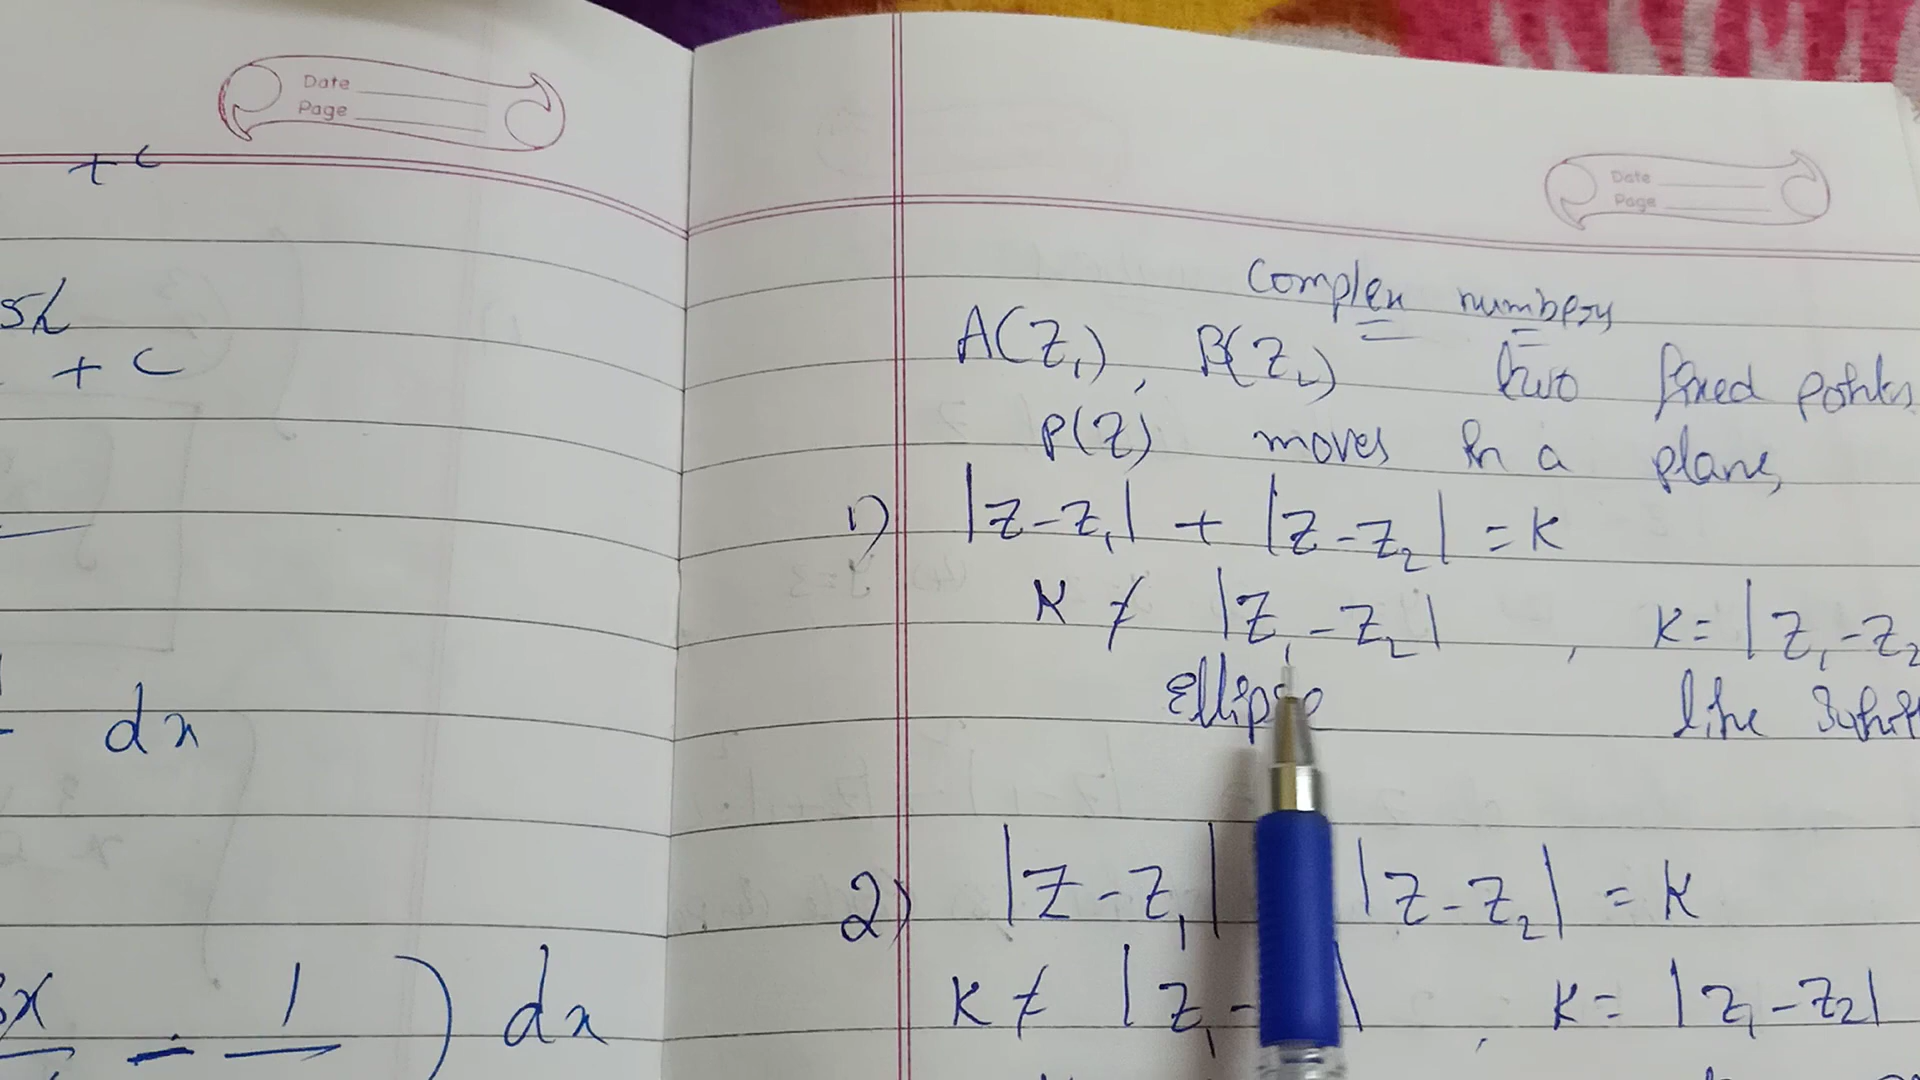 Date
Page
+C
+ C
dx
) dx
Date
Page
Complex numbers
A(Z₁), B(Z₂) two fixed points
P(Z) moves in a plane,
1) |Z-Z₁| + |Z-Z₂| = K
K ≠ |Z₁-Z₂| , K = |Z₁-Z₂
Ellipse line
2) |Z-Z₁| |Z-Z₂| = K
K ≠ |Z₁- | , K = |Z₁-Z₂|